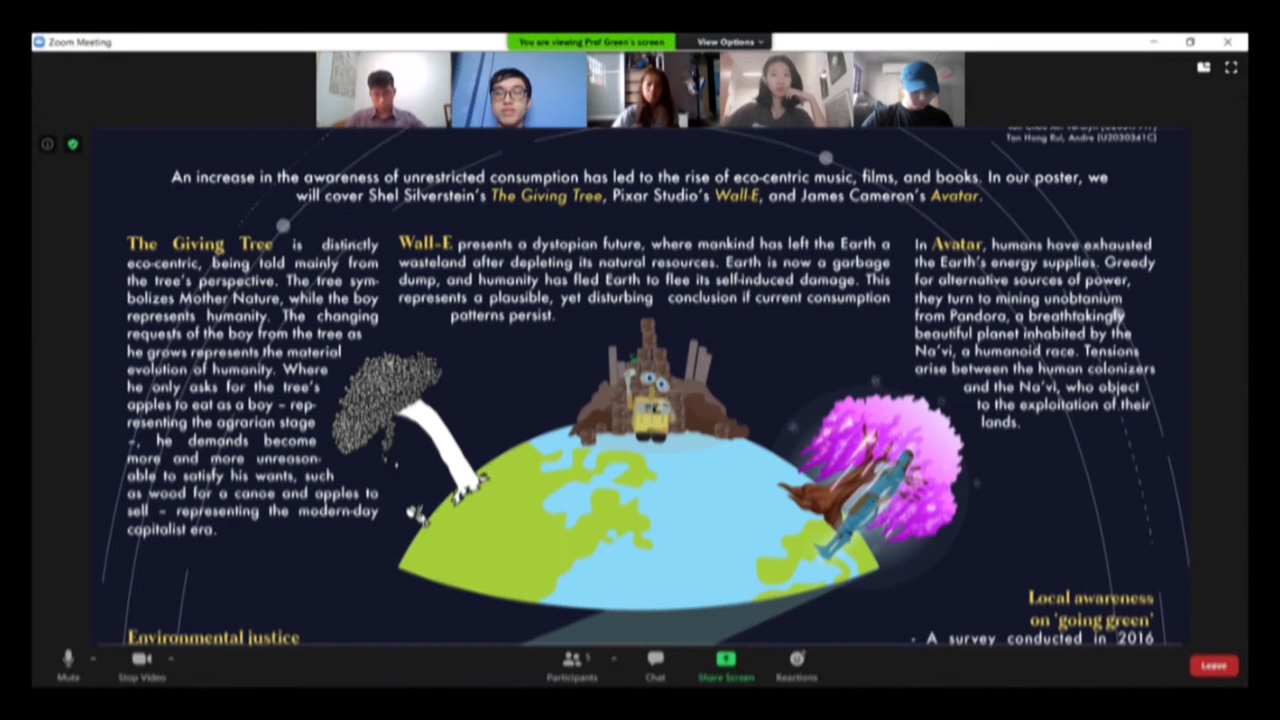 Zoom Meeting
You are viewing Prof Green's screen
View Options
Tan Hong Rui, Andre (U2030361C)
An increase in the awareness of unrestricted consumption has led to the rise of eco-centric music, films, and books. In our poster, we
will cover Shel Silverstein's The Giving Tree, Pixar Studio's Wall-E, and James Cameron's Avatar.
The Giving Tree is distinctly
eco-centric, being told mainly from
the tree's perspective. The tree sym-
bolizes Mother Nature, while the boy
represents humanity. The changing
requests of the boy from the tree as
he grows represents the material
evolution of humanity. Where
he only asks for the tree's
apples to eat as a boy – rep-
resenting the agrarian stage
–, he demands become
more and more unreason-
able to satisfy his wants, such
as wood for a canoe and apples to
sell – representing the modern-day
capitalist era.
Wall-E presents a dystopian future, where mankind has left the Earth a
wasteland after depleting its natural resources. Earth is now a garbage
dump, and humanity has fled Earth to flee its self-induced damage. This
represents a plausible, yet disturbing conclusion if current consumption
patterns persist.
In Avatar, humans have exhausted
the Earth's energy supplies. Greedy
for alternative sources of power,
they turn to mining unobtanium
from Pandora, a breathtakingly
beautiful planet inhabited by the
Na'vi, a humanoid race. Tensions
arise between the human colonizers
and the Na'vi, who object
to the exploitation of their
lands.
Environmental justice
Local awareness
on 'going green'
- A survey conducted in 2016
Mute
Stop Video
Participants
5
Chat
Share Screen
Reactions
Leave